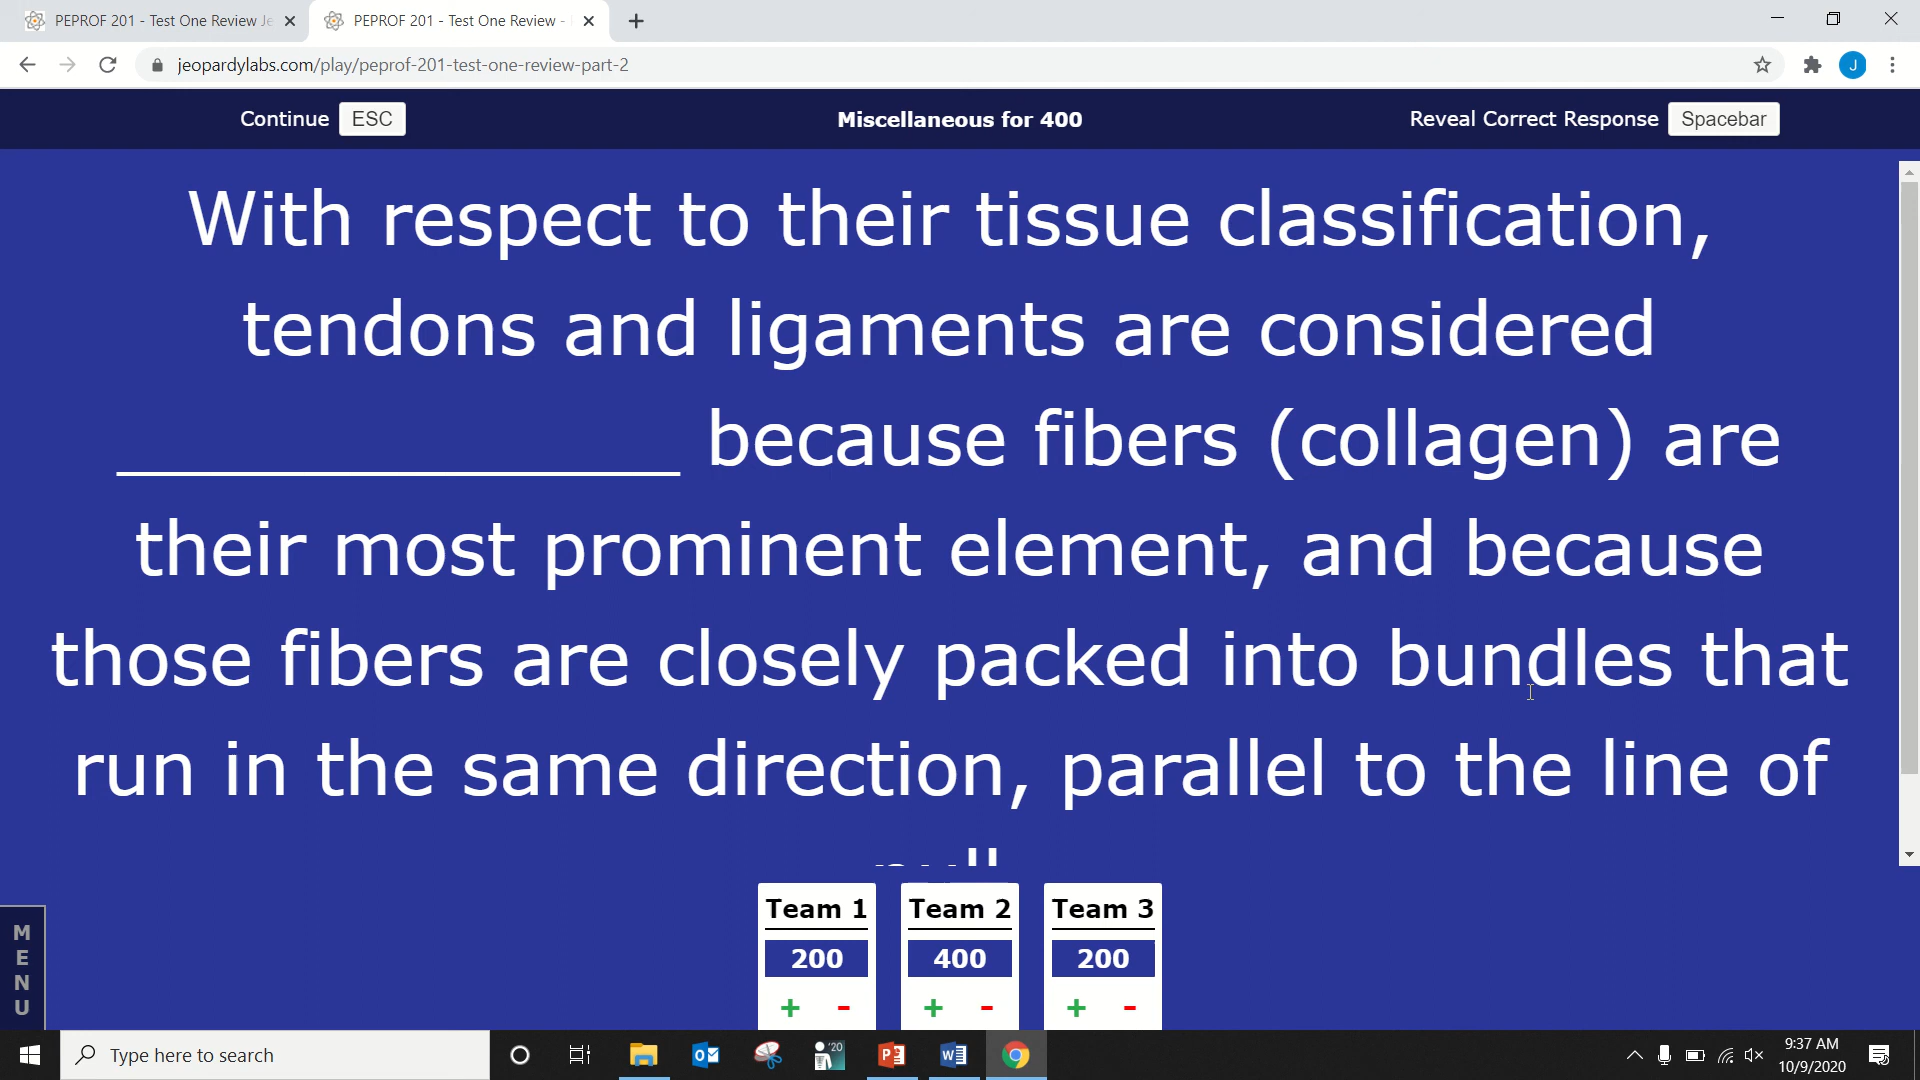 PEPROF 201 - Test One Review Je
PEPROF 201 - Test One Review -
jeopardylabs.com/play/peprof-201-test-one-review-part-2
J
Continue ESC
Miscellaneous for 400
Reveal Correct Response Spacebar
With respect to their tissue classification,
tendons and ligaments are considered
_______________ because fibers (collagen) are
their most prominent element, and because
those fibers are closely packed into bundles that
run in the same direction, parallel to the line of
MENU
Team 1 Team 2 Team 3
200 400 200
+ - + - + -
Type here to search
'20
9:37 AM
10/9/2020